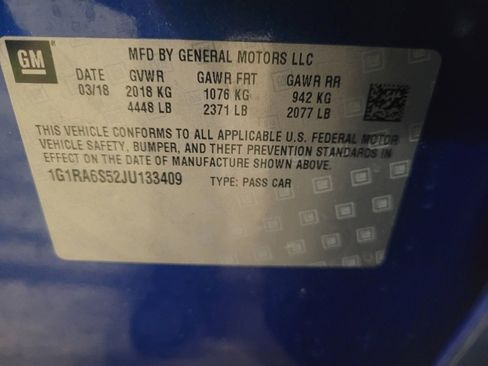 GM
MFD BY GENERAL MOTORS LLC
DATE GVWR GAWR FRT GAWR RR
03/18 2018 KG 1076 KG 942 KG
4448 LB 2371 LB 2077 LB
THIS VEHICLE CONFORMS TO ALL APPLICABLE U.S. FEDERAL MOTOR
VEHICLE SAFETY, BUMPER, AND THEFT PREVENTION STANDARDS IN
EFFECT ON THE DATE OF MANUFACTURE SHOWN ABOVE.
1G1RA6S52JU133409 TYPE: PASS CAR